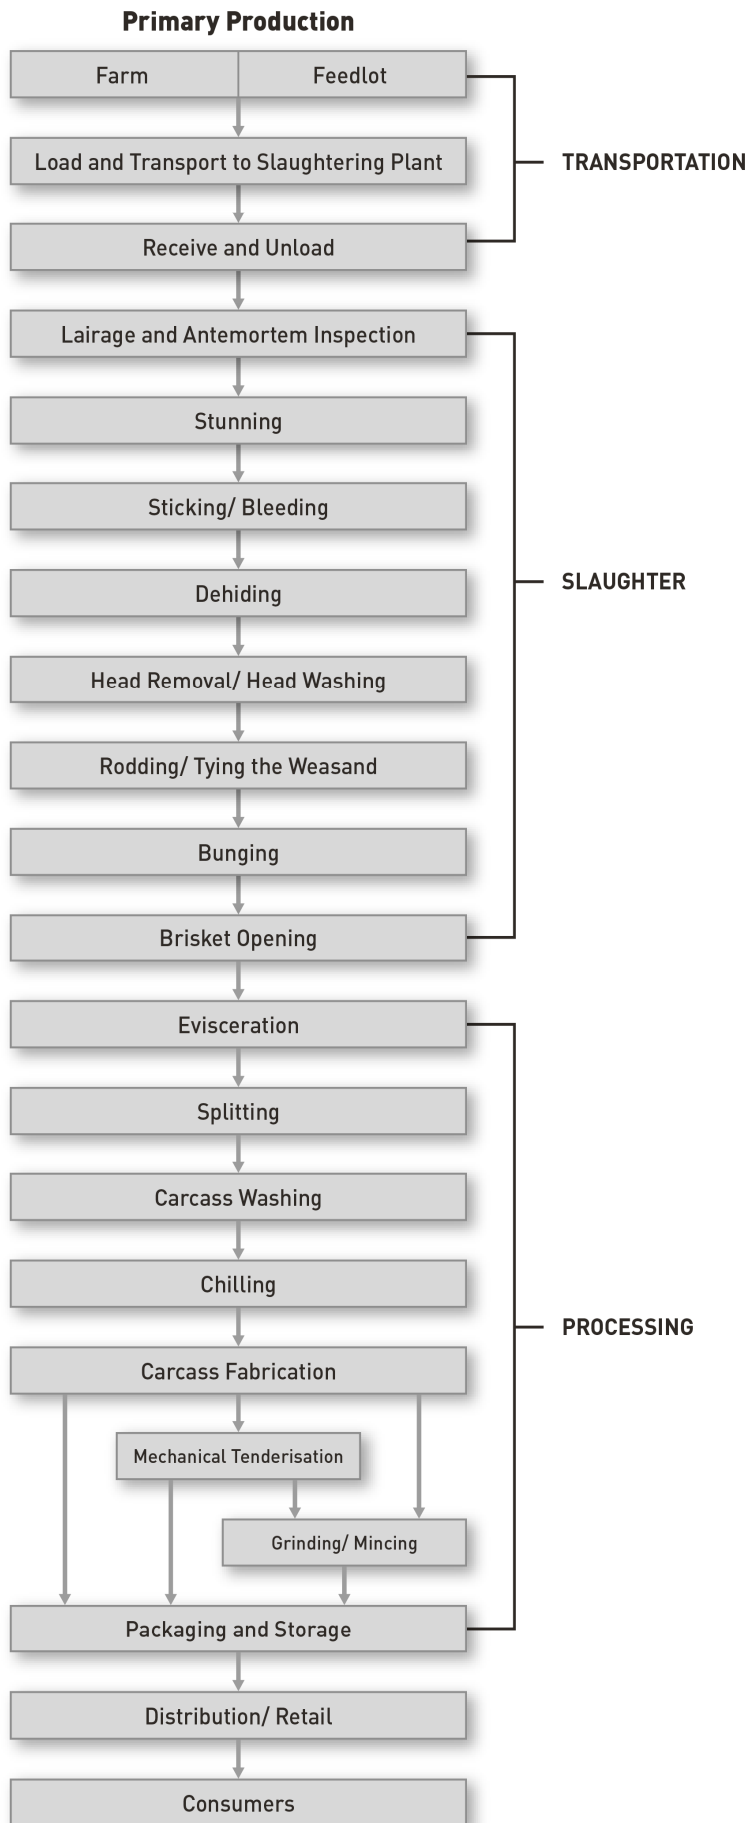 Primary Production
Farm
Feedlot
Load and Transport to Slaughtering Plant
TRANSPORTATION
Receive and Unload
Lairage and Antemortem Inspection
Stunning
Sticking/ Bleeding
SLAUGHTER
Dehiding
Head Removal/ Head Washing
Rodding/ Tying the Weasand
Bunging
Brisket Opening
Evisceration
Splitting
Carcass Washing
Chilling
PROCESSING
Carcass Fabrication
Mechanical Tenderisation
Grinding/ Mincing
Packaging and Storage
Distribution/ Retail
Consumers